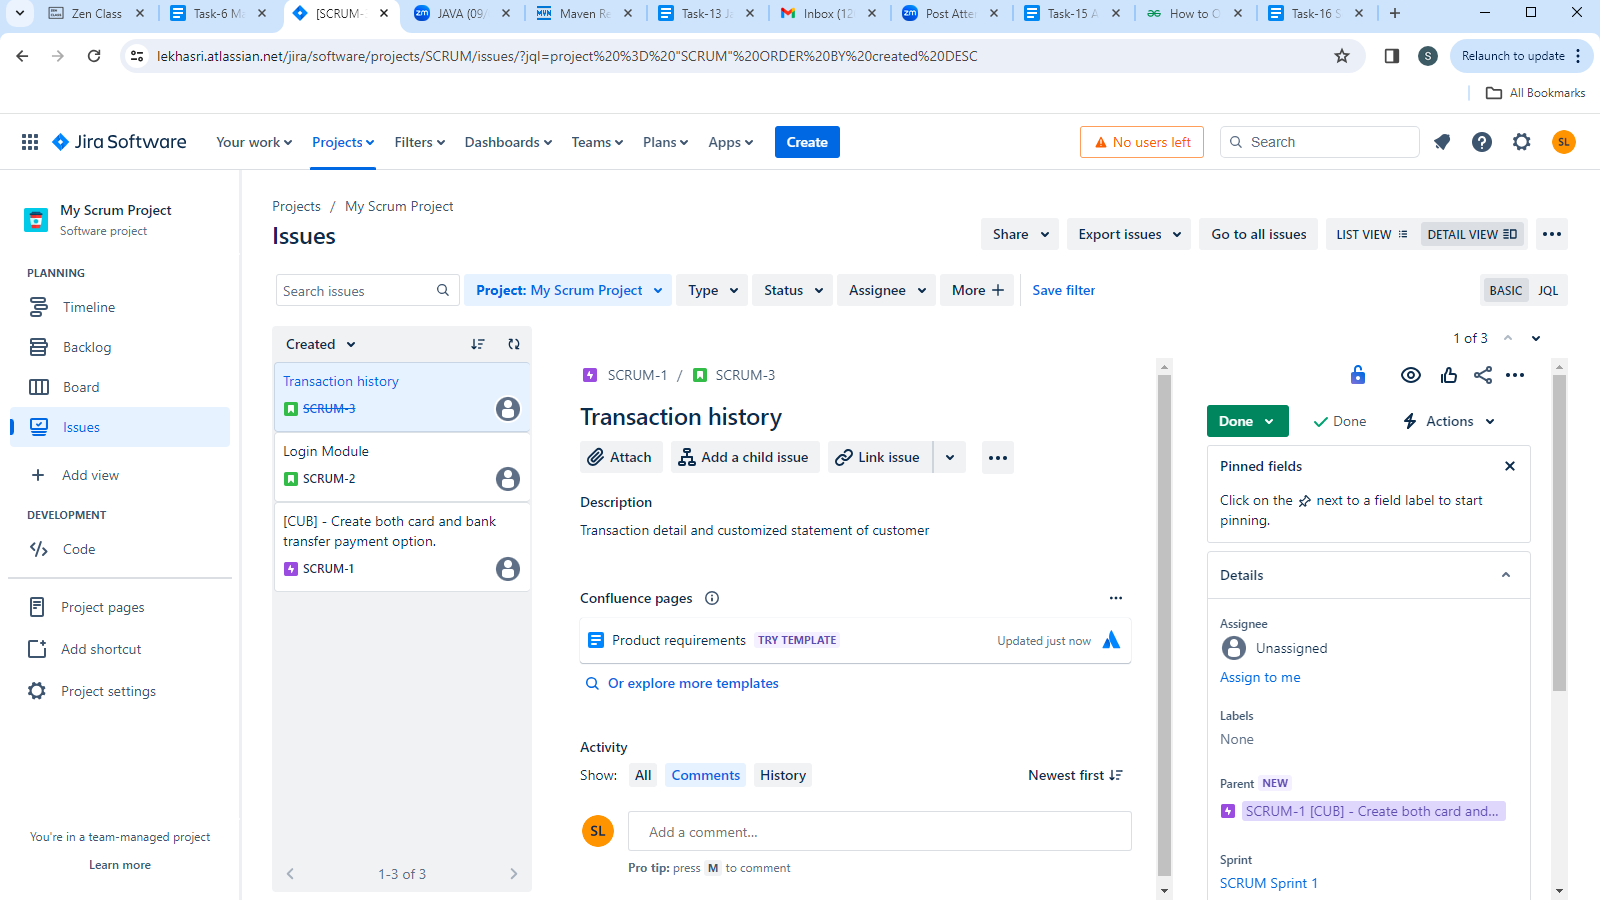 Zen Class
Task-6 Ma
[SCRUM-
JAVA (09/
Maven Re
Task-13 Ja
Inbox (12
Post Atter
Task-15 A
How to O
Task-16 S
lekhasri.atlassian.net/jira/software/projects/SCRUM/issues/?jql=project%20%3D%20"SCRUM"%20ORDER%20BY%20created%20DESC
S
Relaunch to update
All Bookmarks
Jira Software
Your work
Projects
Filters
Dashboards
Teams
Plans
Apps
Create
No users left
Search
SL
My Scrum Project
Software project
PLANNING
Timeline
Backlog
Board
Issues
Add view
DEVELOPMENT
Code
Project pages
Add shortcut
Project settings
You're in a team-managed project
Learn more
Projects / My Scrum Project
Issues
Share
Export issues
Go to all issues
LIST VIEW
DETAIL VIEW
Search issues
Project: My Scrum Project
Type
Status
Assignee
More
Save filter
BASIC
JQL
Created
Transaction history
SCRUM-3
Login Module
SCRUM-2
[CUB] - Create both card and bank
transfer payment option.
SCRUM-1
1-3 of 3
1 of 3
SCRUM-1 / SCRUM-3
Transaction history
Attach
Add a child issue
Link issue
Description
Transaction detail and customized statement of customer
Confluence pages
Product requirements TRY TEMPLATE Updated just now
Or explore more templates
Activity
Show: All Comments History Newest first
SL
Add a comment...
Pro tip: press M to comment
Done
Done
Actions
Pinned fields
Click on the next to a field label to start
pinning.
Details
Assignee
Unassigned
Assign to me
Labels
None
Parent NEW
SCRUM-1 [CUB] - Create both card and...
Sprint
SCRUM Sprint 1